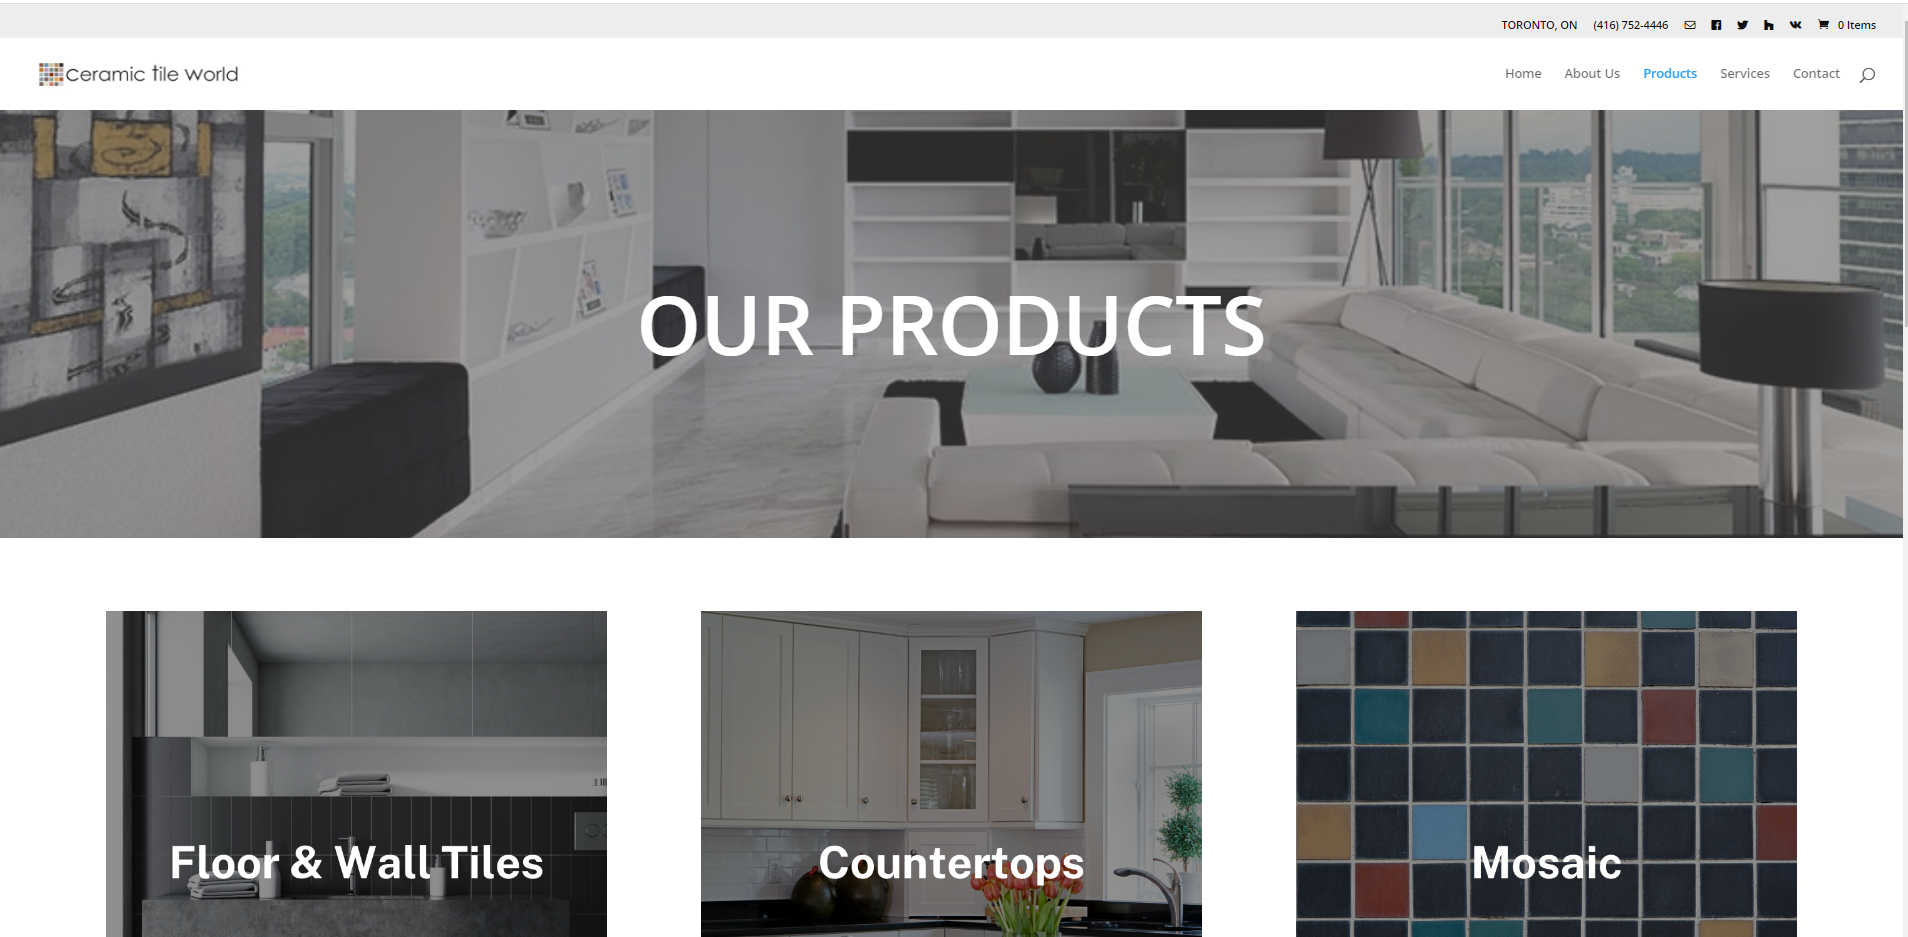 TORONTO, ON (416) 752-4446 0 Items
ceramic tile world
Home About Us Products Services Contact
OUR PRODUCTS
Floor & Wall Tiles
Countertops
Mosaic